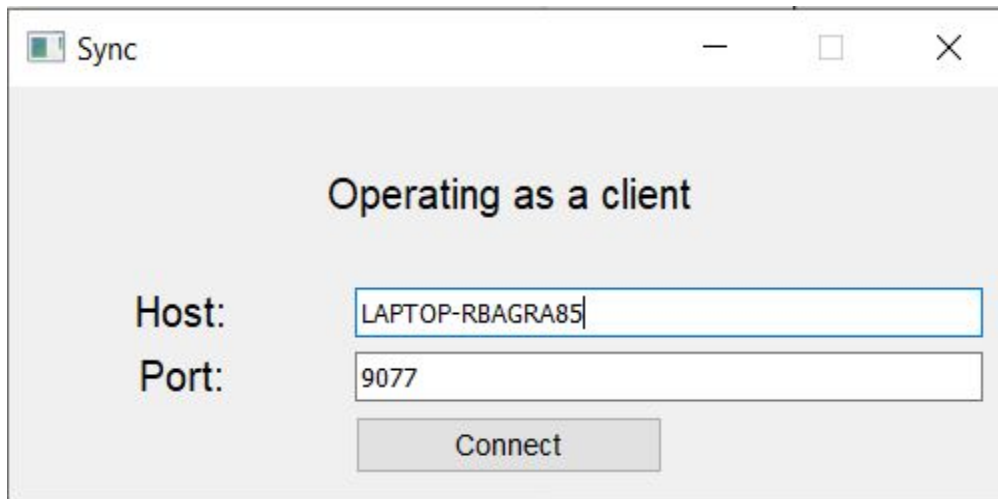 Sync
Operating as a client
Host: LAPTOP-RBAGRA85
Port: 9077
Connect